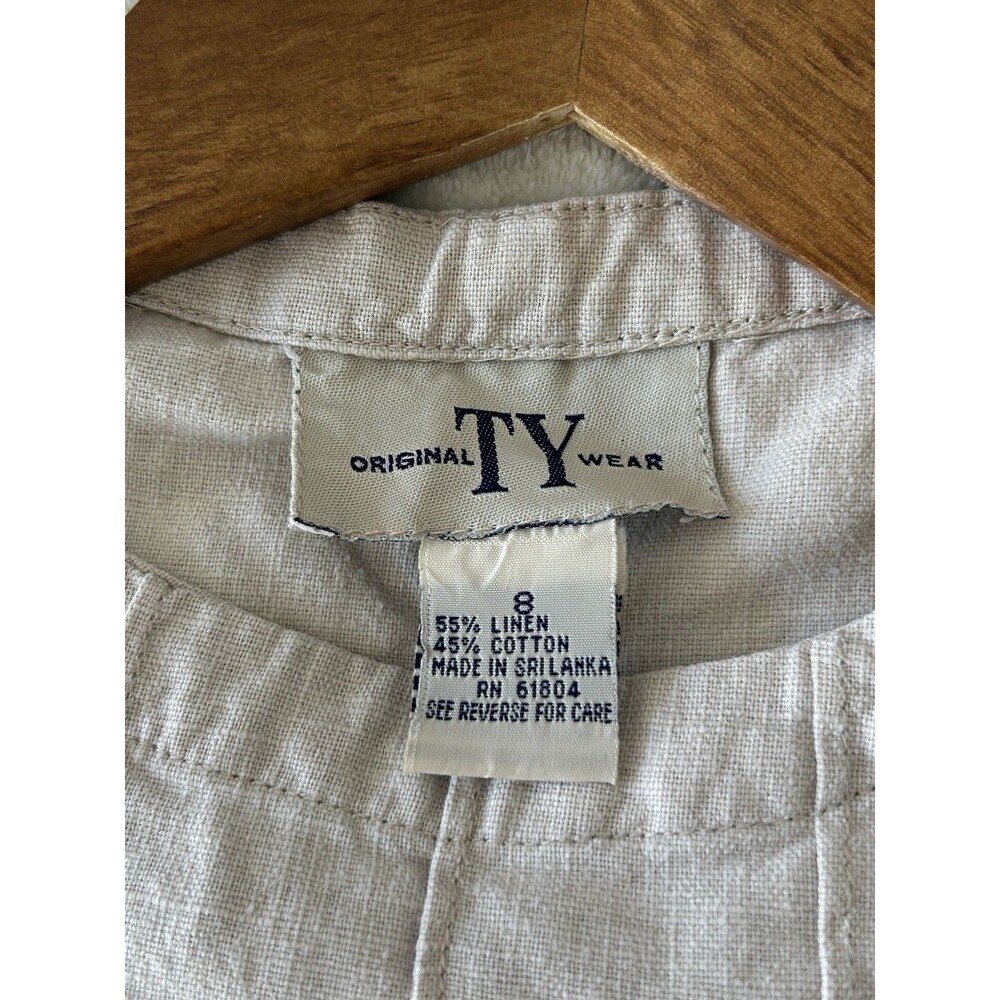 ORIGINAL TY WEAR
8
55% LINEN
45% COTTON
MADE IN SRI LANKA
RN 61804
SEE REVERSE FOR CARE